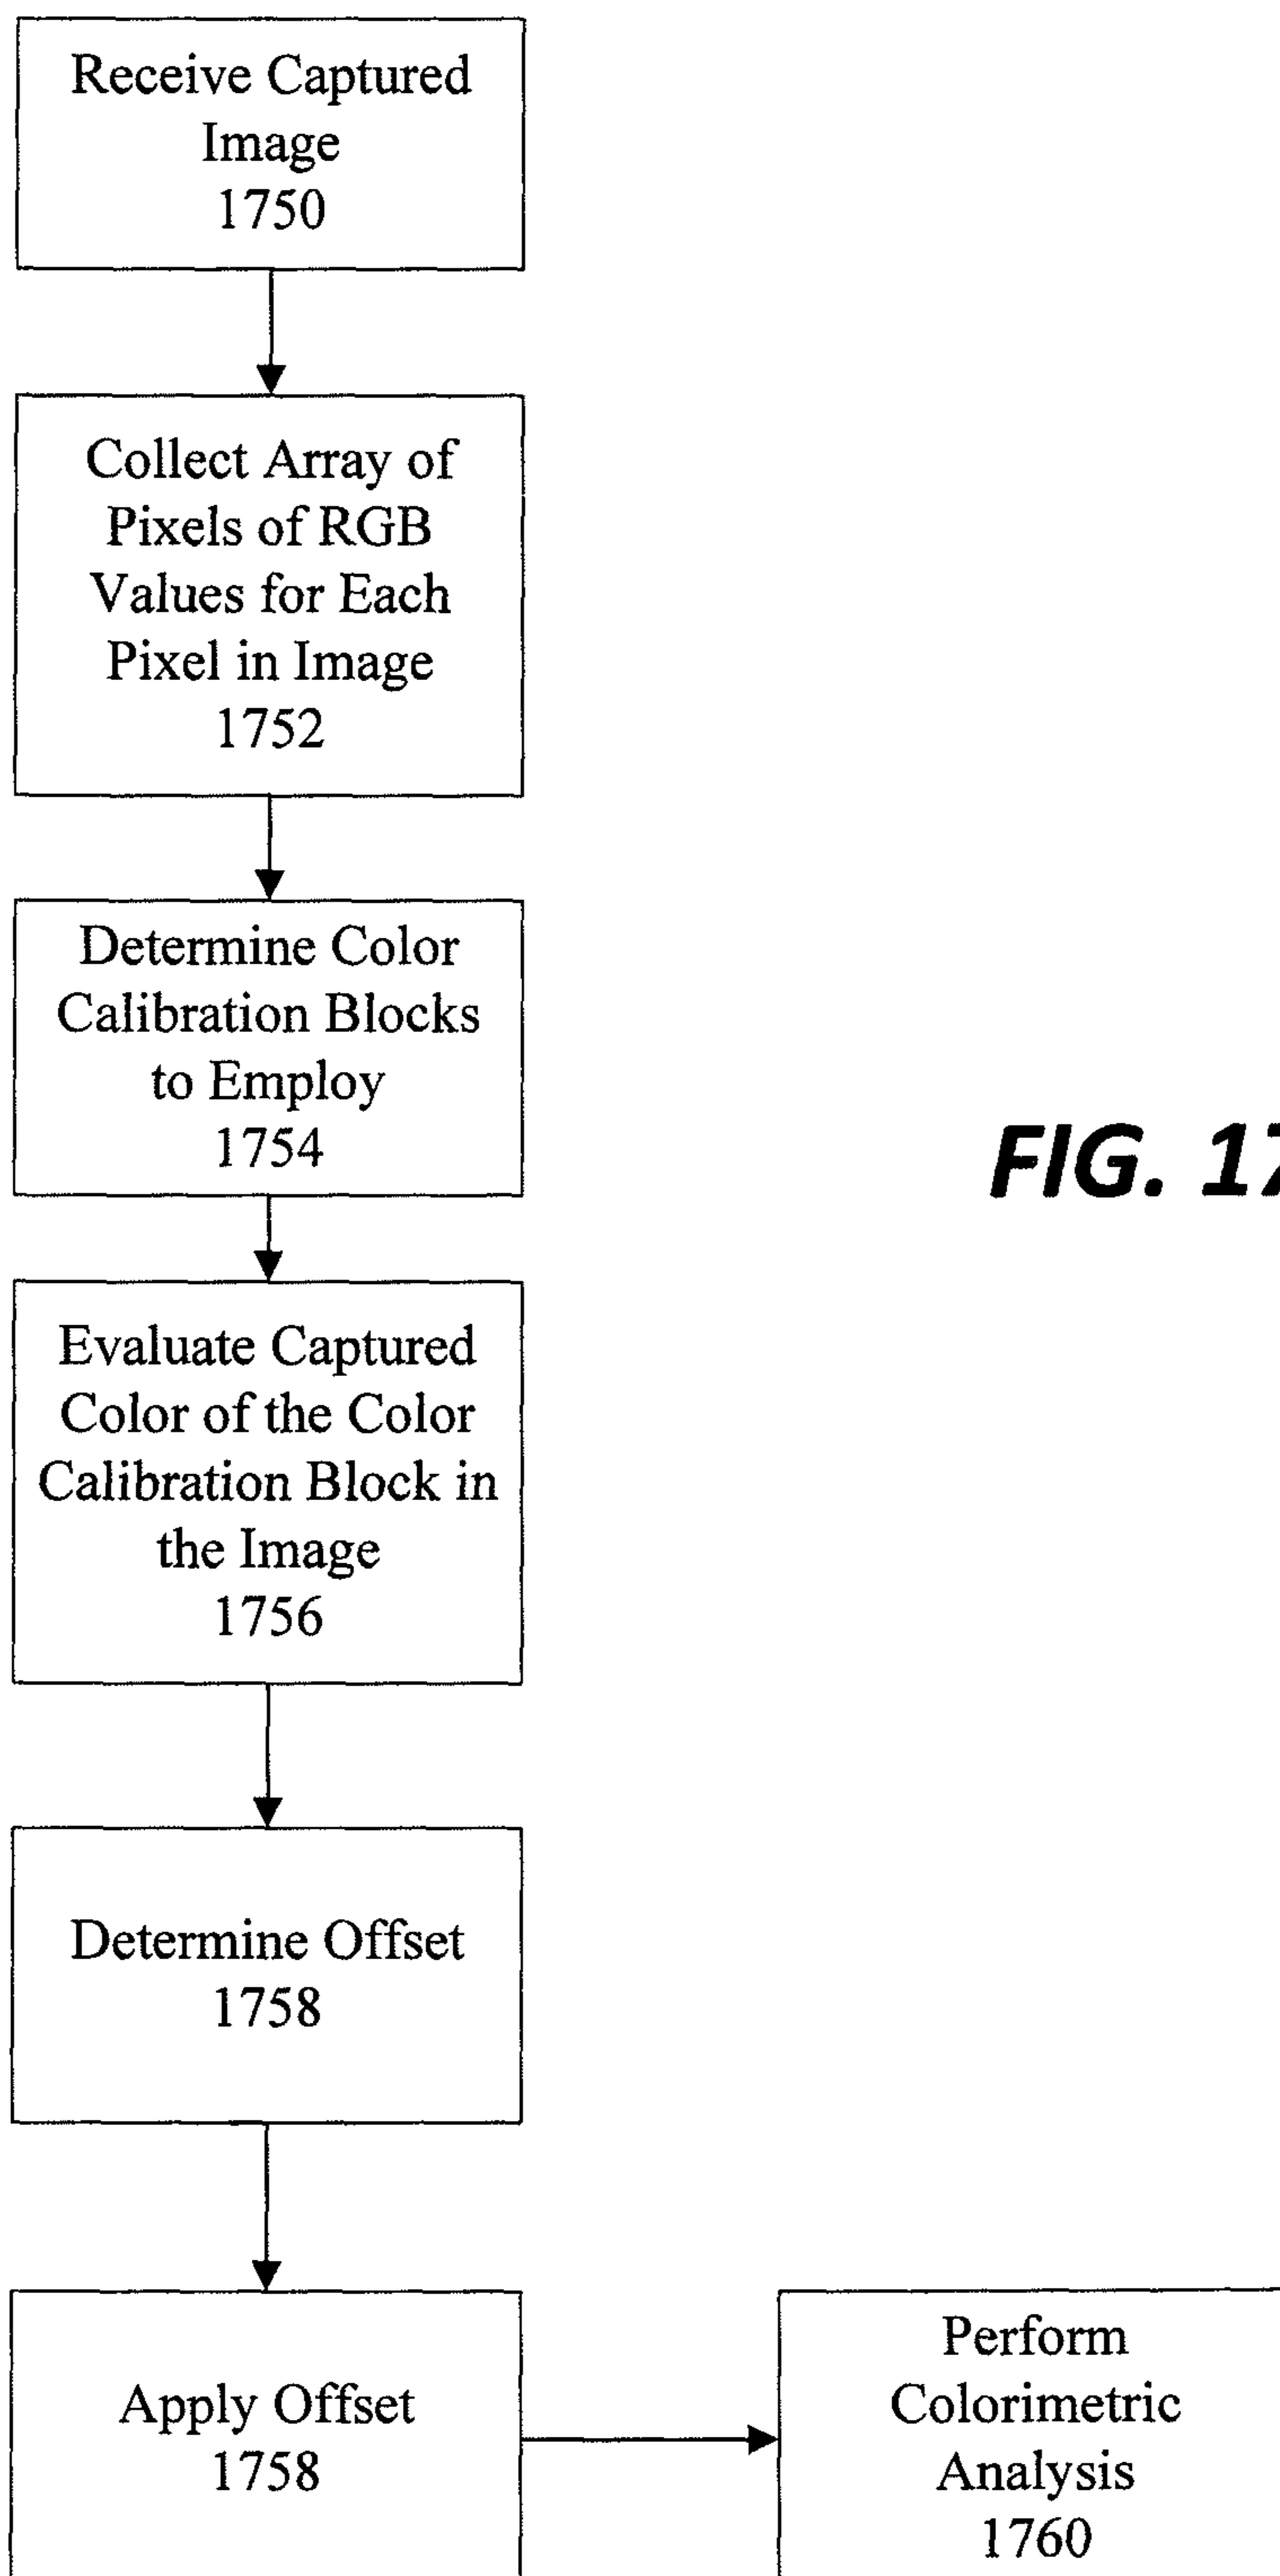 Receive Captured
Image
1750
Collect Array of
Pixels of RGB
Values for Each
Pixel in Image
1752
Determine Color
Calibration Blocks
to Employ
1754
FIG. 17
Evaluate Captured
Color of the Color
Calibration Block in
the Image
1756
Determine Offset
1758
Apply Offset
1758
Perform
Colorimetric
Analysis
1760